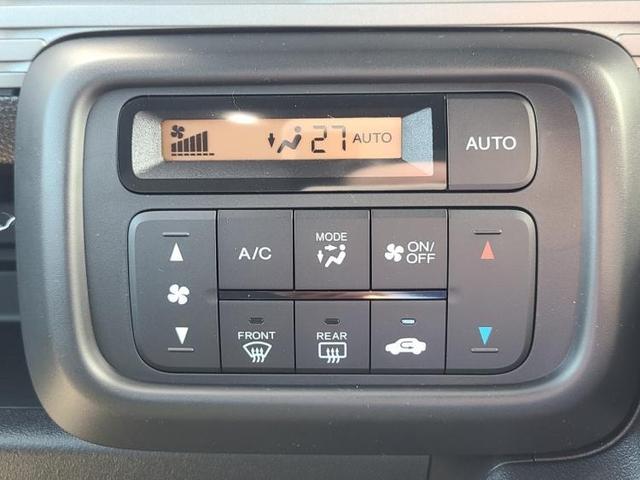 27 AUTO
AUTO
A/C
MODE
ON/
OFF
FRONT
REAR